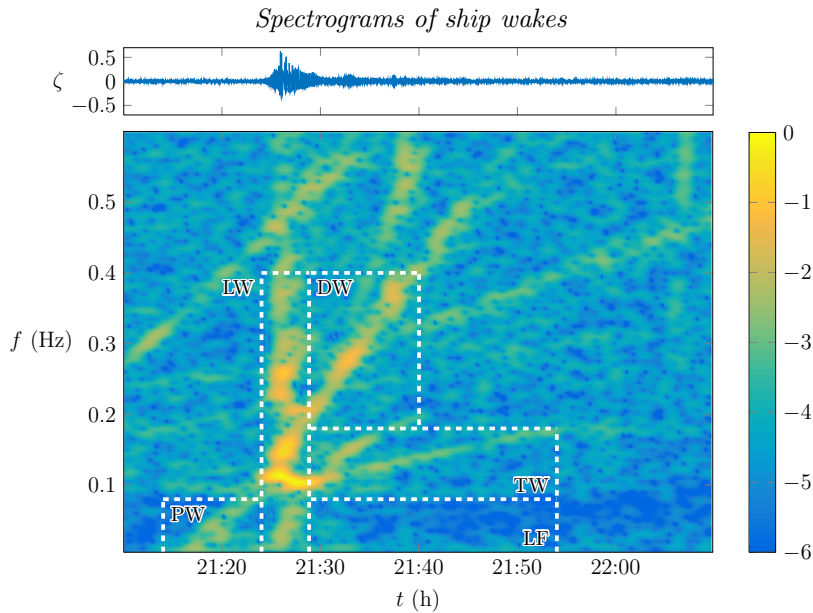 Spectrograms of ship wakes
0.5
ζ 0
−0.5
0
0.5 −1
LW DW
0.4 −2
f (Hz) 0.3 −3
0.2 −4
TW
0.1 −5
PW
LF
−6
21:20 21:30 21:40 21:50 22:00
t (h)